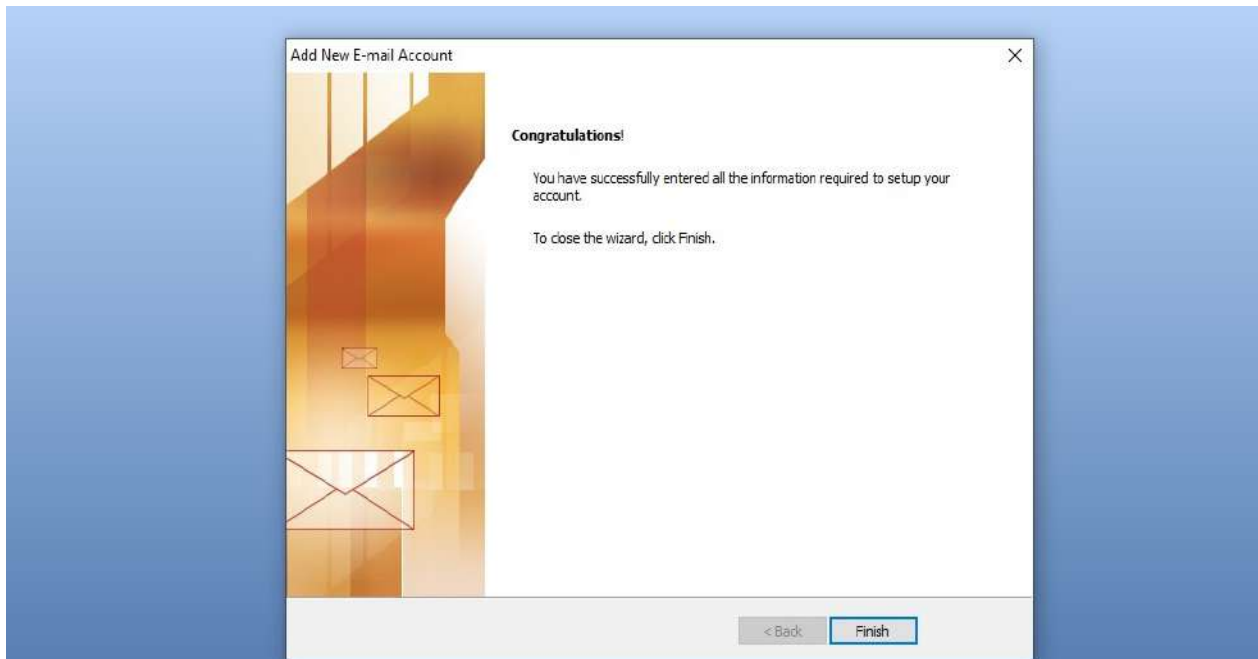 Add New E-mail Account
Congratulations!
You have successfully entered all the information required to setup your
account.
To close the wizard, click Finish.
< Back
Finish